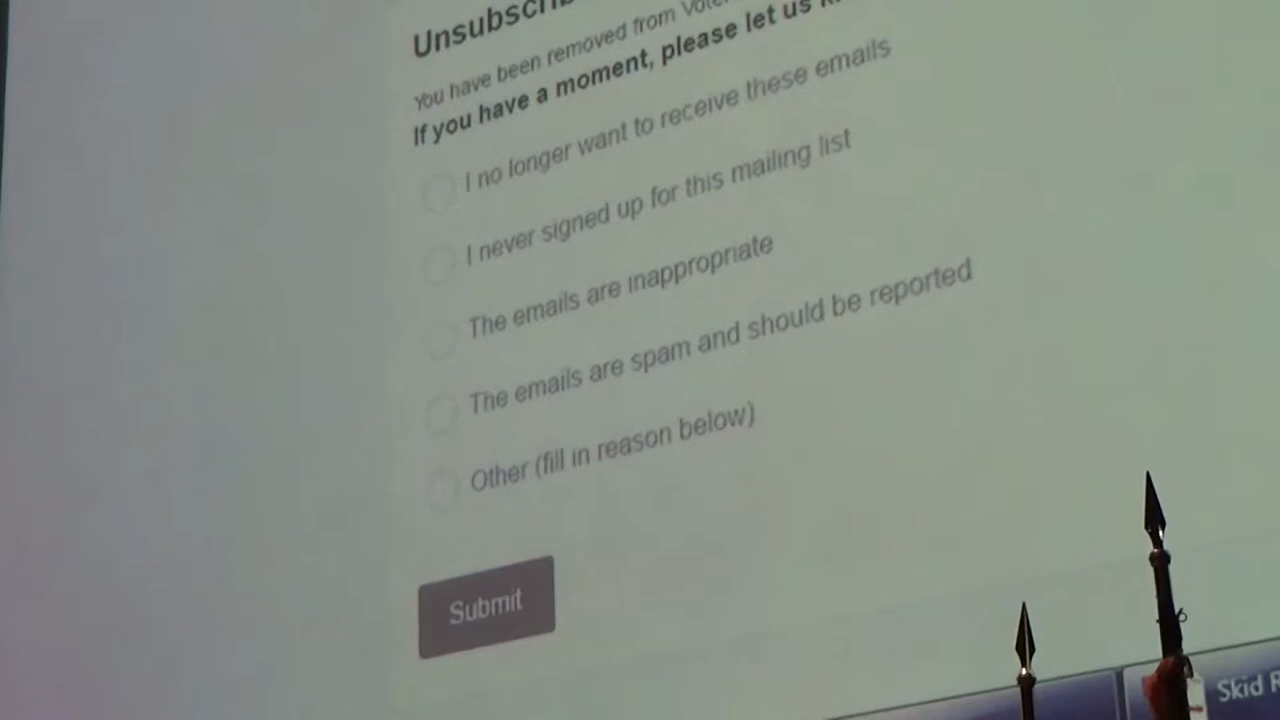 You have been removed from
If you have a moment, please let us
I no longer want to receive these emails
I never signed up for this mailing list
The emails are inappropriate
The emails are spam and should be reported
Other (fill in reason below)
Submit
Skid